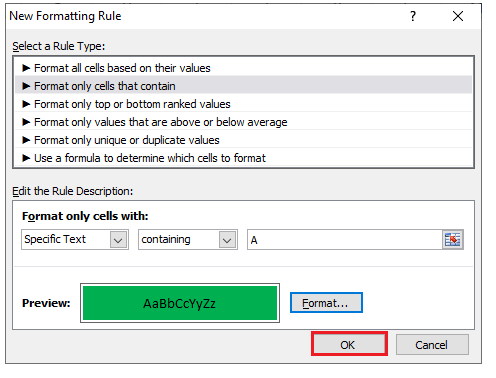 New Formatting Rule ? ×
Select a Rule Type:
► Format all cells based on their values
► Format only cells that contain
► Format only top or bottom ranked values
► Format only values that are above or below average
► Format only unique or duplicate values
► Use a formula to determine which cells to format
Edit the Rule Description:
Format only cells with:
Specific Text containing A
Preview: AaBbCcYyZz Format...
OK Cancel